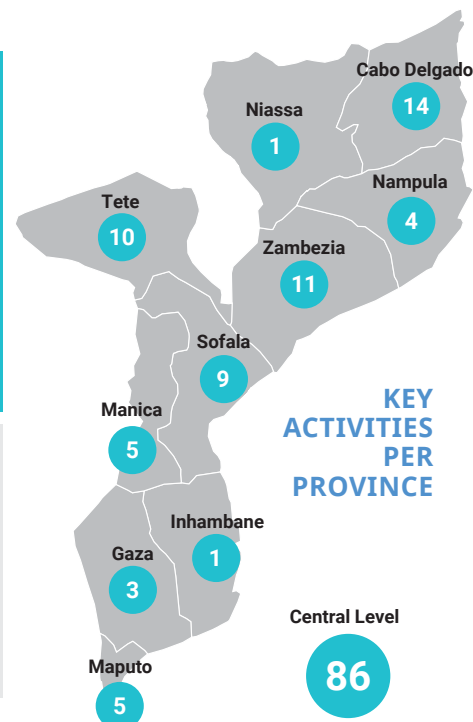 Cabo Delgado
14
Niassa
1
Nampula
4
Tete
10
Zambezia
11
Sofala
9
KEY
ACTIVITIES
PER
PROVINCE
Manica
5
Inhambane
1
Gaza
3
Central Level
86
Maputo
5